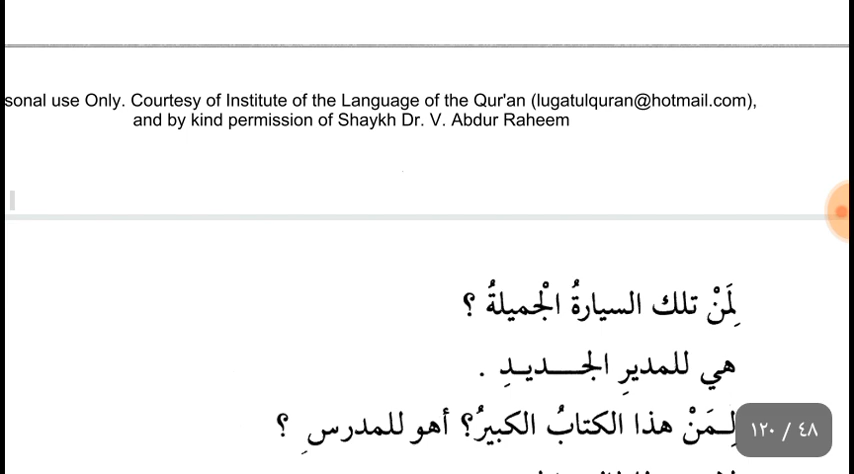 sonal use Only. Courtesy of Institute of the Language of the Qur'an (lugatulquran@hotmail.com),
and by kind permission of Shaykh Dr. V. Abdur Raheem
لِمَنْ تلك السيارةُ الْجميلةُ ؟
هي للمديرِ الجـــديـدِ .
لِـمَنْ هذا الكتابُ الكبيرُ؟ أهو للمدرسِ ؟
٤٨ / ١٢٠